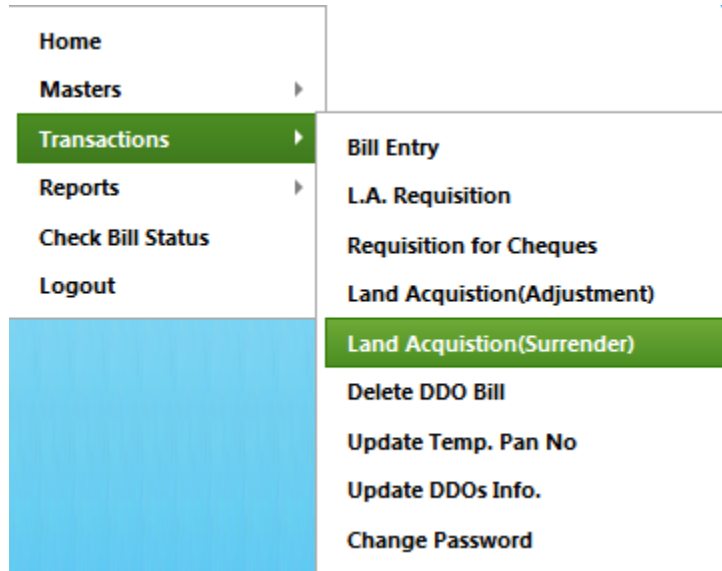 Home
Masters
Transactions
Reports
Check Bill Status
Logout
Bill Entry
L.A. Requisition
Requisition for Cheques
Land Acquistion(Adjustment)
Land Acquistion(Surrender)
Delete DDO Bill
Update Temp. Pan No
Update DDOs Info.
Change Password